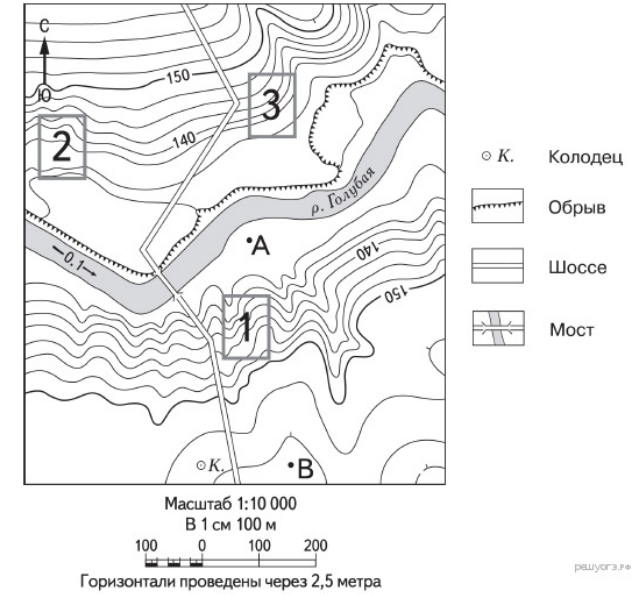 С
Ю
150
3
2
140
р. Голубая
А
0.1
140
150
1
К.
В
К. Колодец
Обрыв
Шоссе
Мост
Масштаб 1:10 000
В 1 см 100 м
100 0 100 200
Горизонтали проведены через 2,5 метра
решуогэ.рф